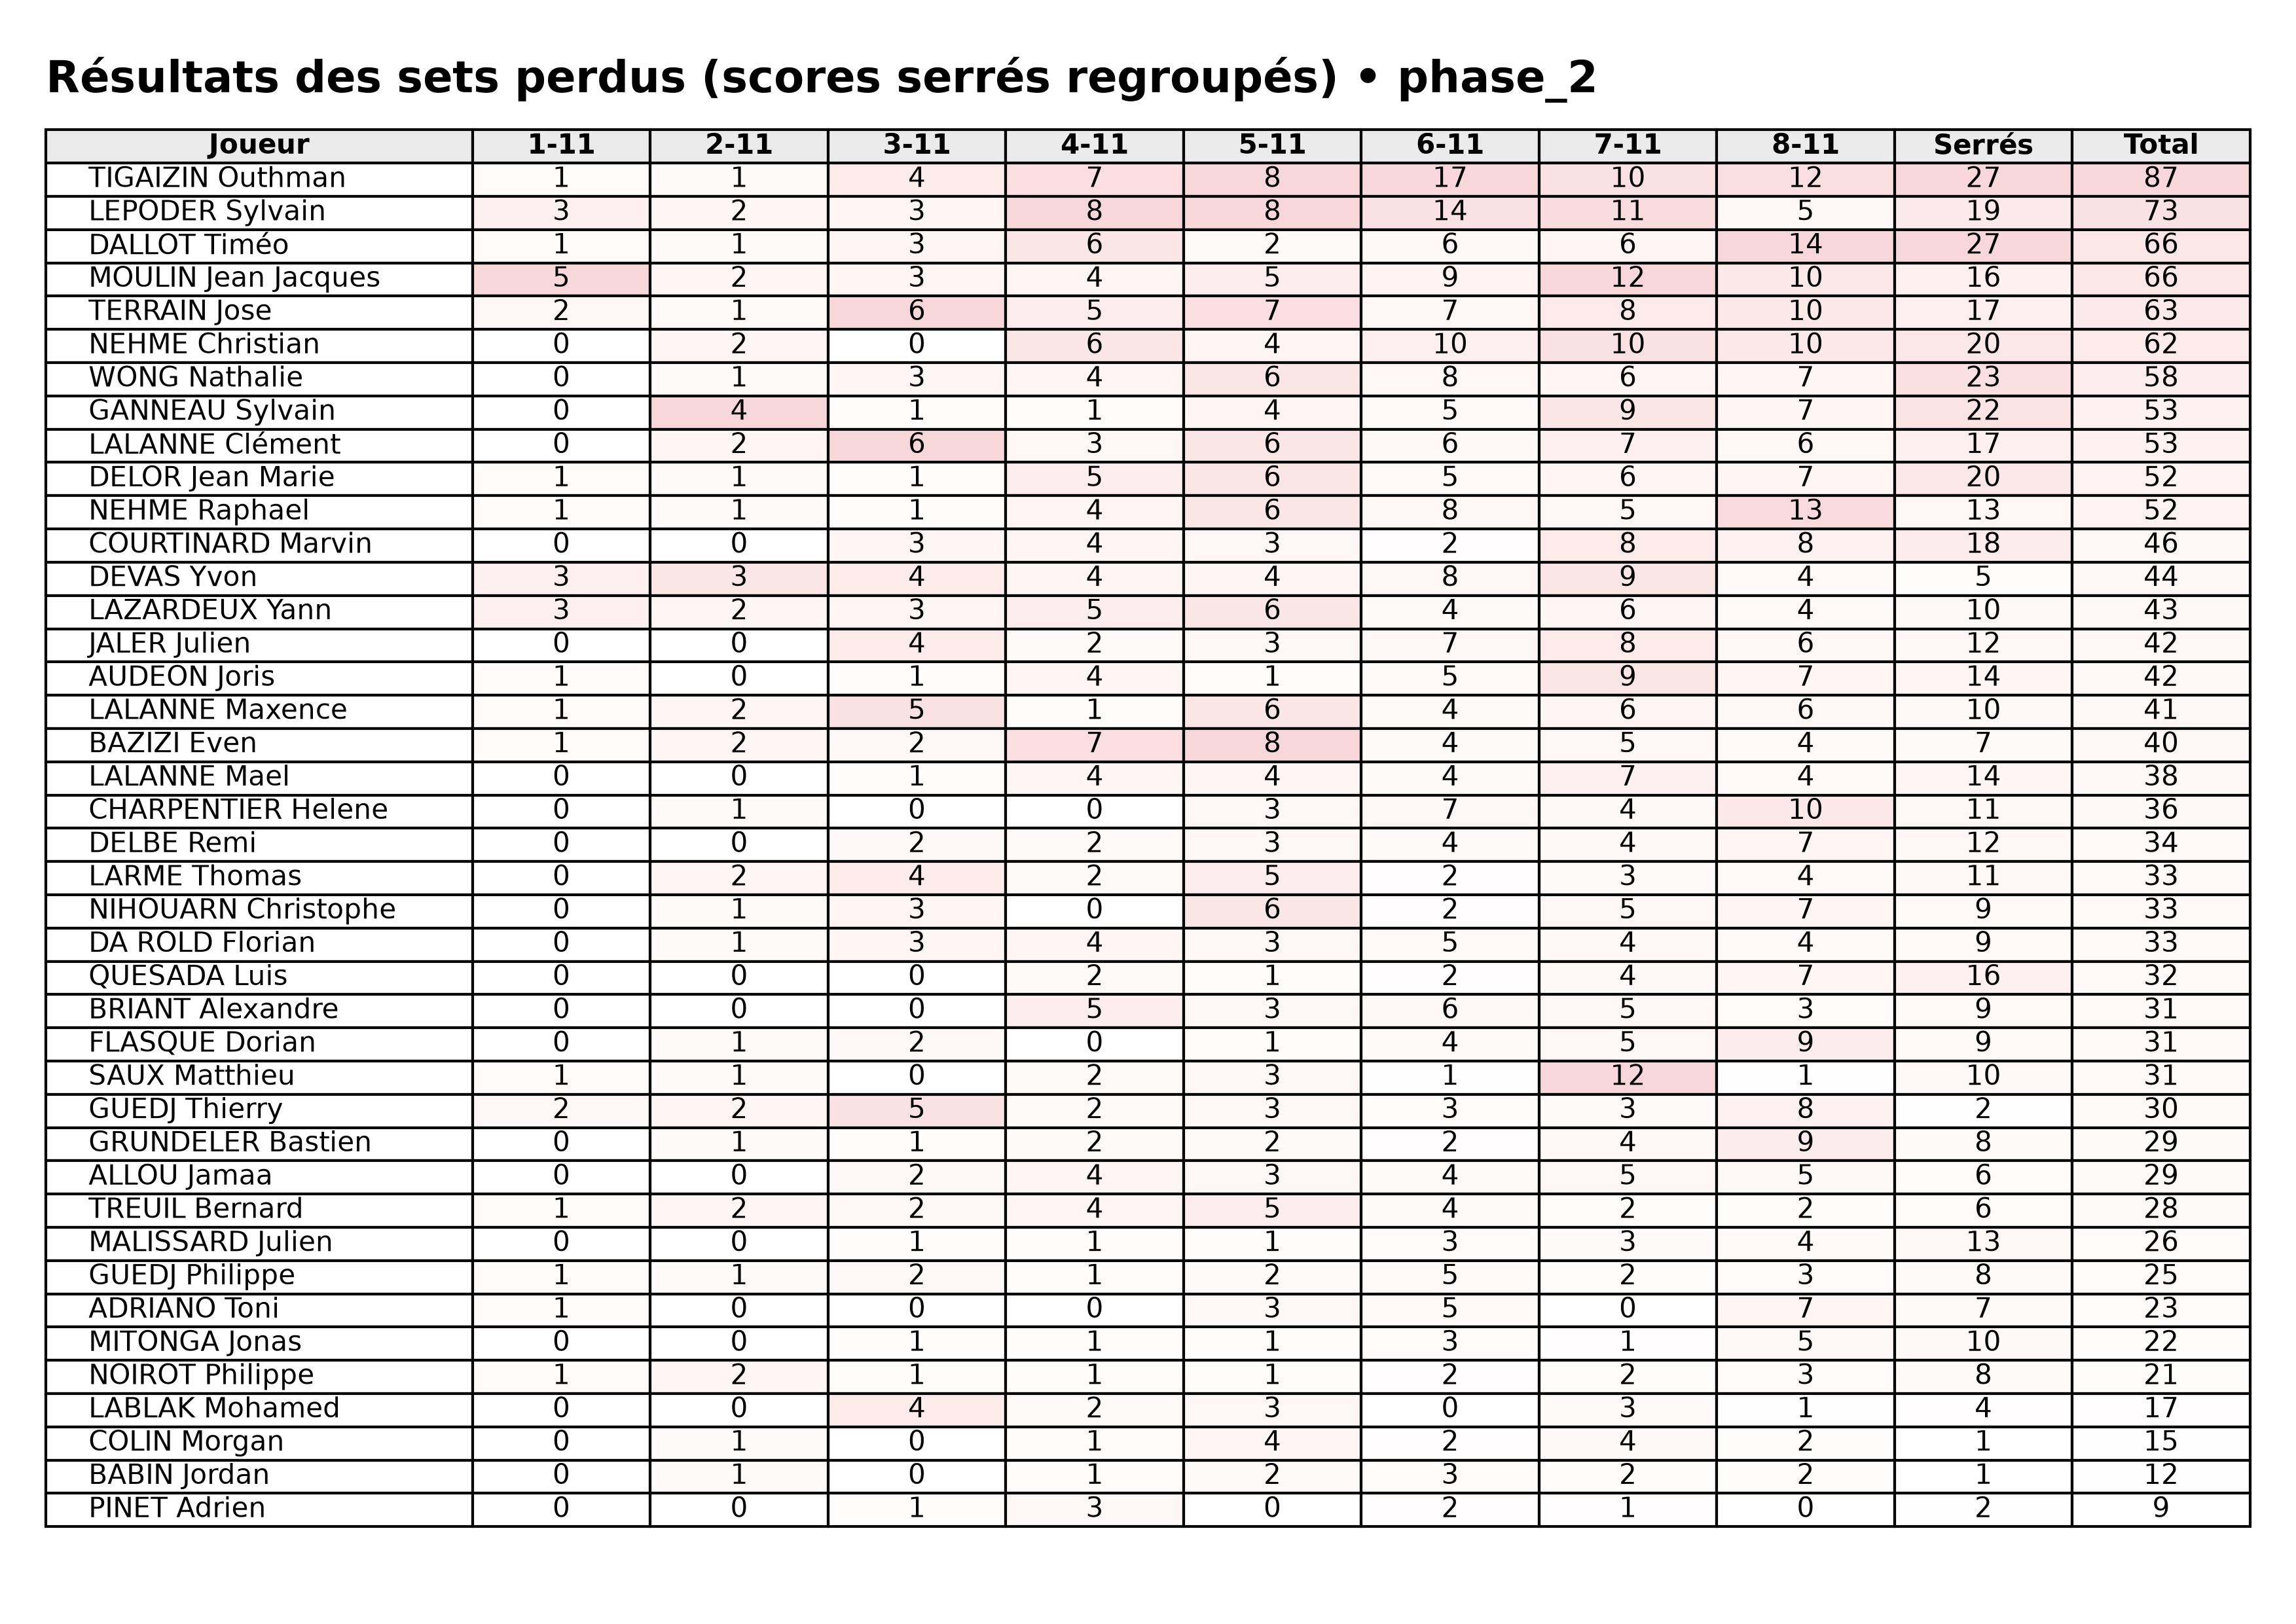 Résultats des sets perdus (scores serrés regroupés) • phase_2
Joueur 1-11 2-11 3-11 4-11 5-11 6-11 7-11 8-11 Serrés Total
TIGAIZIN Outhman 1 1 4 7 8 17 10 12 27 87
LEPODER Sylvain 3 2 3 8 8 14 11 5 19 73
DALLOT Timéo 1 1 3 6 2 6 6 14 27 66
MOULIN Jean Jacques 5 2 3 4 5 9 12 10 16 66
TERRAIN Jose 2 1 6 5 7 7 8 10 17 63
NEHME Christian 0 2 0 6 4 10 10 10 20 62
WONG Nathalie 0 1 3 4 6 8 6 7 23 58
GANNEAU Sylvain 0 4 1 1 4 5 9 7 22 53
LALANNE Clément 0 2 6 3 6 6 7 6 17 53
DELOR Jean Marie 1 1 1 5 6 5 6 7 20 52
NEHME Raphael 1 1 1 4 6 8 5 13 13 52
COURTINARD Marvin 0 0 3 4 3 2 8 8 18 46
DEVAS Yvon 3 3 4 4 4 8 9 4 5 44
LAZARDEUX Yann 3 2 3 5 6 4 6 4 10 43
JALER Julien 0 0 4 2 3 7 8 6 12 42
AUDEON Joris 1 0 1 4 1 5 9 7 14 42
LALANNE Maxence 1 2 5 1 6 4 6 6 10 41
BAZIZI Even 1 2 2 7 8 4 5 4 7 40
LALANNE Mael 0 0 1 4 4 4 7 4 14 38
CHARPENTIER Helene 0 1 0 0 3 7 4 10 11 36
DELBE Remi 0 0 2 2 3 4 4 7 12 34
LARME Thomas 0 2 4 2 5 2 3 4 11 33
NIHOUARN Christophe 0 1 3 0 6 2 5 7 9 33
DA ROLD Florian 0 1 3 4 3 5 4 4 9 33
QUESADA Luis 0 0 0 2 1 2 4 7 16 32
BRIANT Alexandre 0 0 0 5 3 6 5 3 9 31
FLASQUE Dorian 0 1 2 0 1 4 5 9 9 31
SAUX Matthieu 1 1 0 2 3 1 12 1 10 31
GUEDJ Thierry 2 2 5 2 3 3 3 8 2 30
GRUNDELER Bastien 0 1 1 2 2 2 4 9 8 29
ALLOU Jamaa 0 0 2 4 3 4 5 5 6 29
TREUIL Bernard 1 2 2 4 5 4 2 2 6 28
MALISSARD Julien 0 0 1 1 1 3 3 4 13 26
GUEDJ Philippe 1 1 2 1 2 5 2 3 8 25
ADRIANO Toni 1 0 0 0 3 5 0 7 7 23
MITONGA Jonas 0 0 1 1 1 3 1 5 10 22
NOIROT Philippe 1 2 1 1 1 2 2 3 8 21
LABLAK Mohamed 0 0 4 2 3 0 3 1 4 17
COLIN Morgan 0 1 0 1 4 2 4 2 1 15
BABIN Jordan 0 1 0 1 2 3 2 2 1 12
PINET Adrien 0 0 1 3 0 2 1 0 2 9